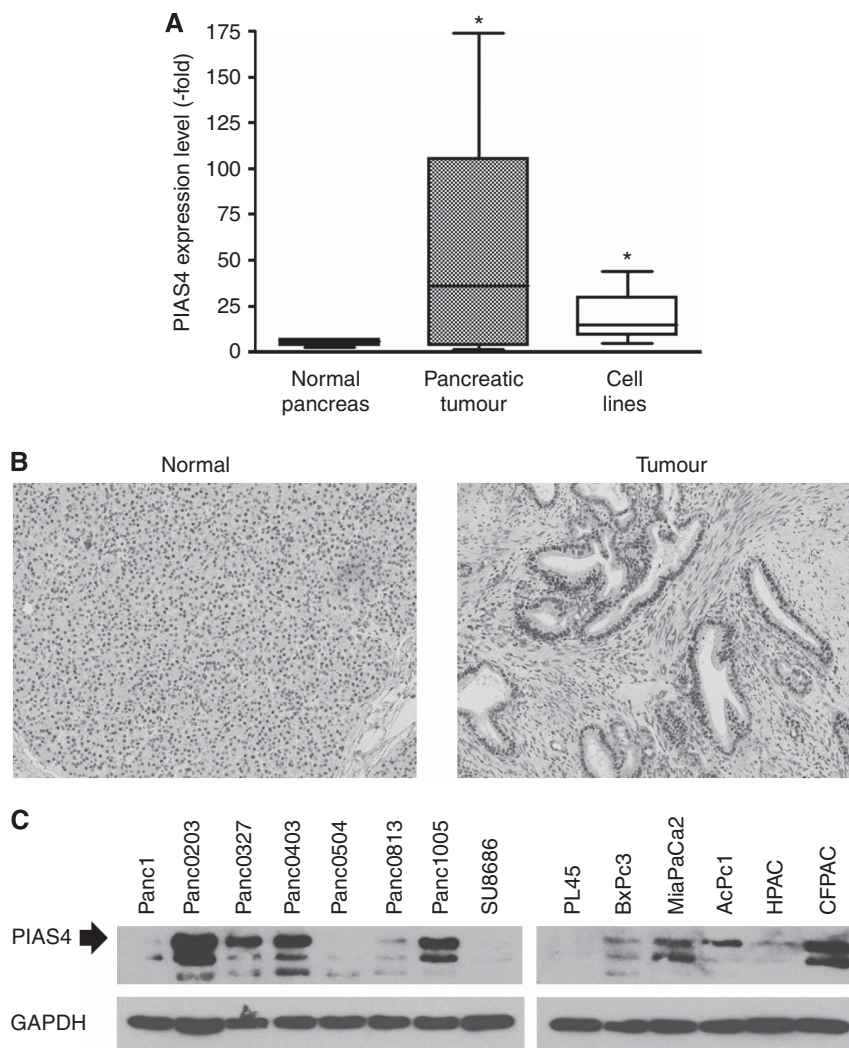 A
PIAS4 expression level (-fold)
175
150
125
100
75
50
25
0
*
*
Normal
pancreas
Pancreatic
tumour
Cell
lines
B
Normal
Tumour
C
Panc1
Panc0203
Panc0327
Panc0403
Panc0504
Panc0813
Panc1005
SU8686
PL45
BxPc3
MiaPaCa2
AcPc1
HPAC
CFPAC
PIAS4
GAPDH